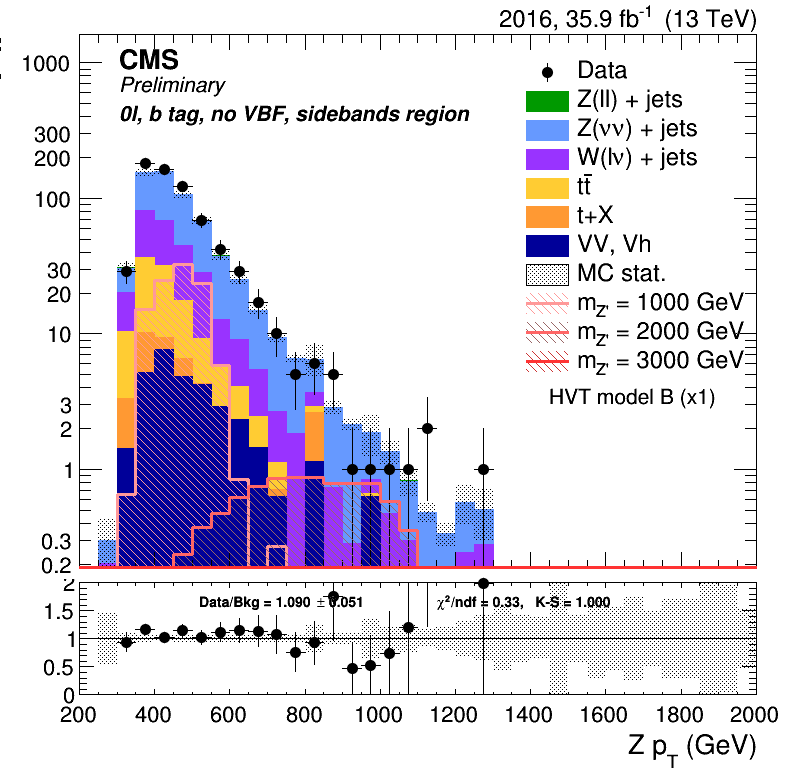 2016, 35.9 fb⁻¹ (13 TeV)
CMS
Preliminary
0l, b tag, no VBF, sidebands region
Data
Z(ll) + jets
Z(νν) + jets
W(lν) + jets
tt̄
t+X
VV, Vh
MC stat.
m_Z' = 1000 GeV
m_Z' = 2000 GeV
m_Z' = 3000 GeV
HVT model B (x1)
1000
300
200
100
30
20
10
3
2
1
0.3
0.2
Data/Bkg = 1.090 ± 0.051
χ²/ndf = 0.33, K-S = 1.000
2
1.5
1
0.5
0
200 400 600 800 1000 1200 1400 1600 1800 2000
Z p_T (GeV)